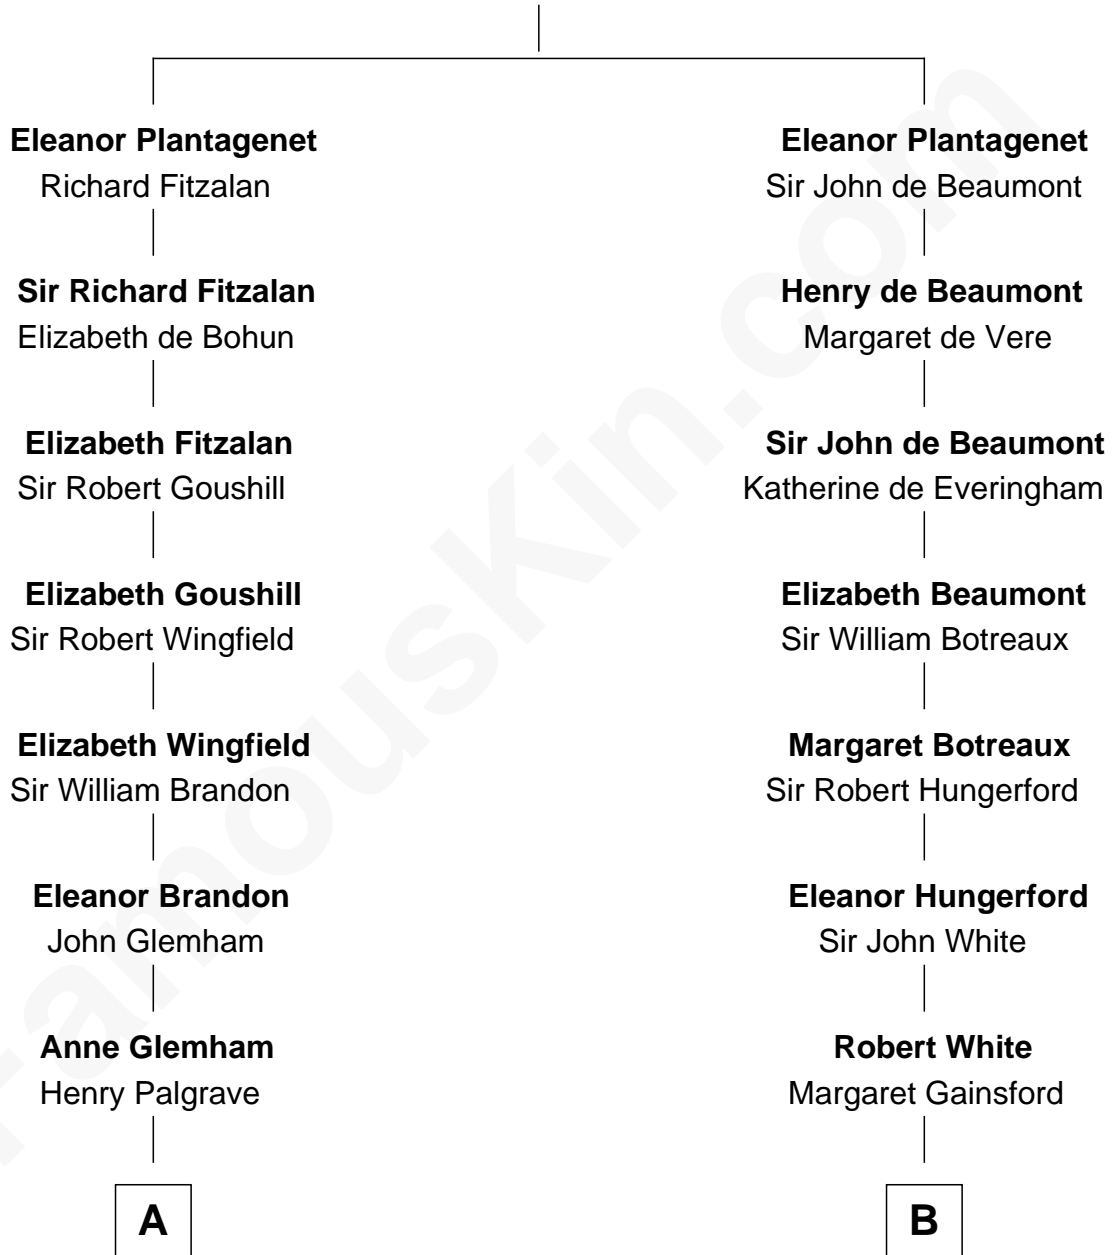 Eleanor Plantagenet
Richard Fitzalan
Sir Richard Fitzalan
Elizabeth de Bohun
Elizabeth Fitzalan
Sir Robert Goushill
Elizabeth Goushill
Sir Robert Wingfield
Elizabeth Wingfield
Sir William Brandon
Eleanor Brandon
John Glemham
Anne Glemham
Henry Palgrave
A
Eleanor Plantagenet
Sir John de Beaumont
Henry de Beaumont
Margaret de Vere
Sir John de Beaumont
Katherine de Everingham
Elizabeth Beaumont
Sir William Botreaux
Margaret Botreaux
Sir Robert Hungerford
Eleanor Hungerford
Sir John White
Robert White
Margaret Gainsford
B
FamousKin.com